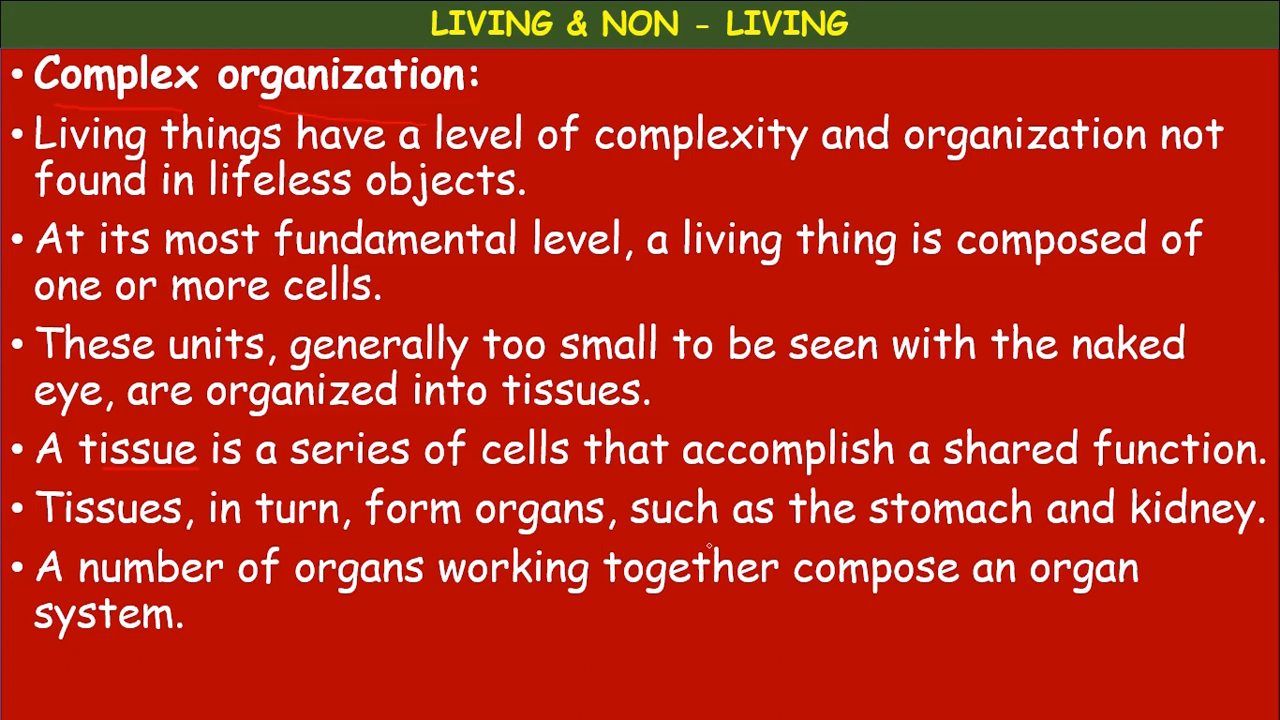 LIVING & NON - LIVING
• Complex organization:
• Living things have a level of complexity and organization not
found in lifeless objects.
• At its most fundamental level, a living thing is composed of
one or more cells.
• These units, generally too small to be seen with the naked
eye, are organized into tissues.
• A tissue is a series of cells that accomplish a shared function.
• Tissues, in turn, form organs, such as the stomach and kidney.
• A number of organs working together compose an organ
system.